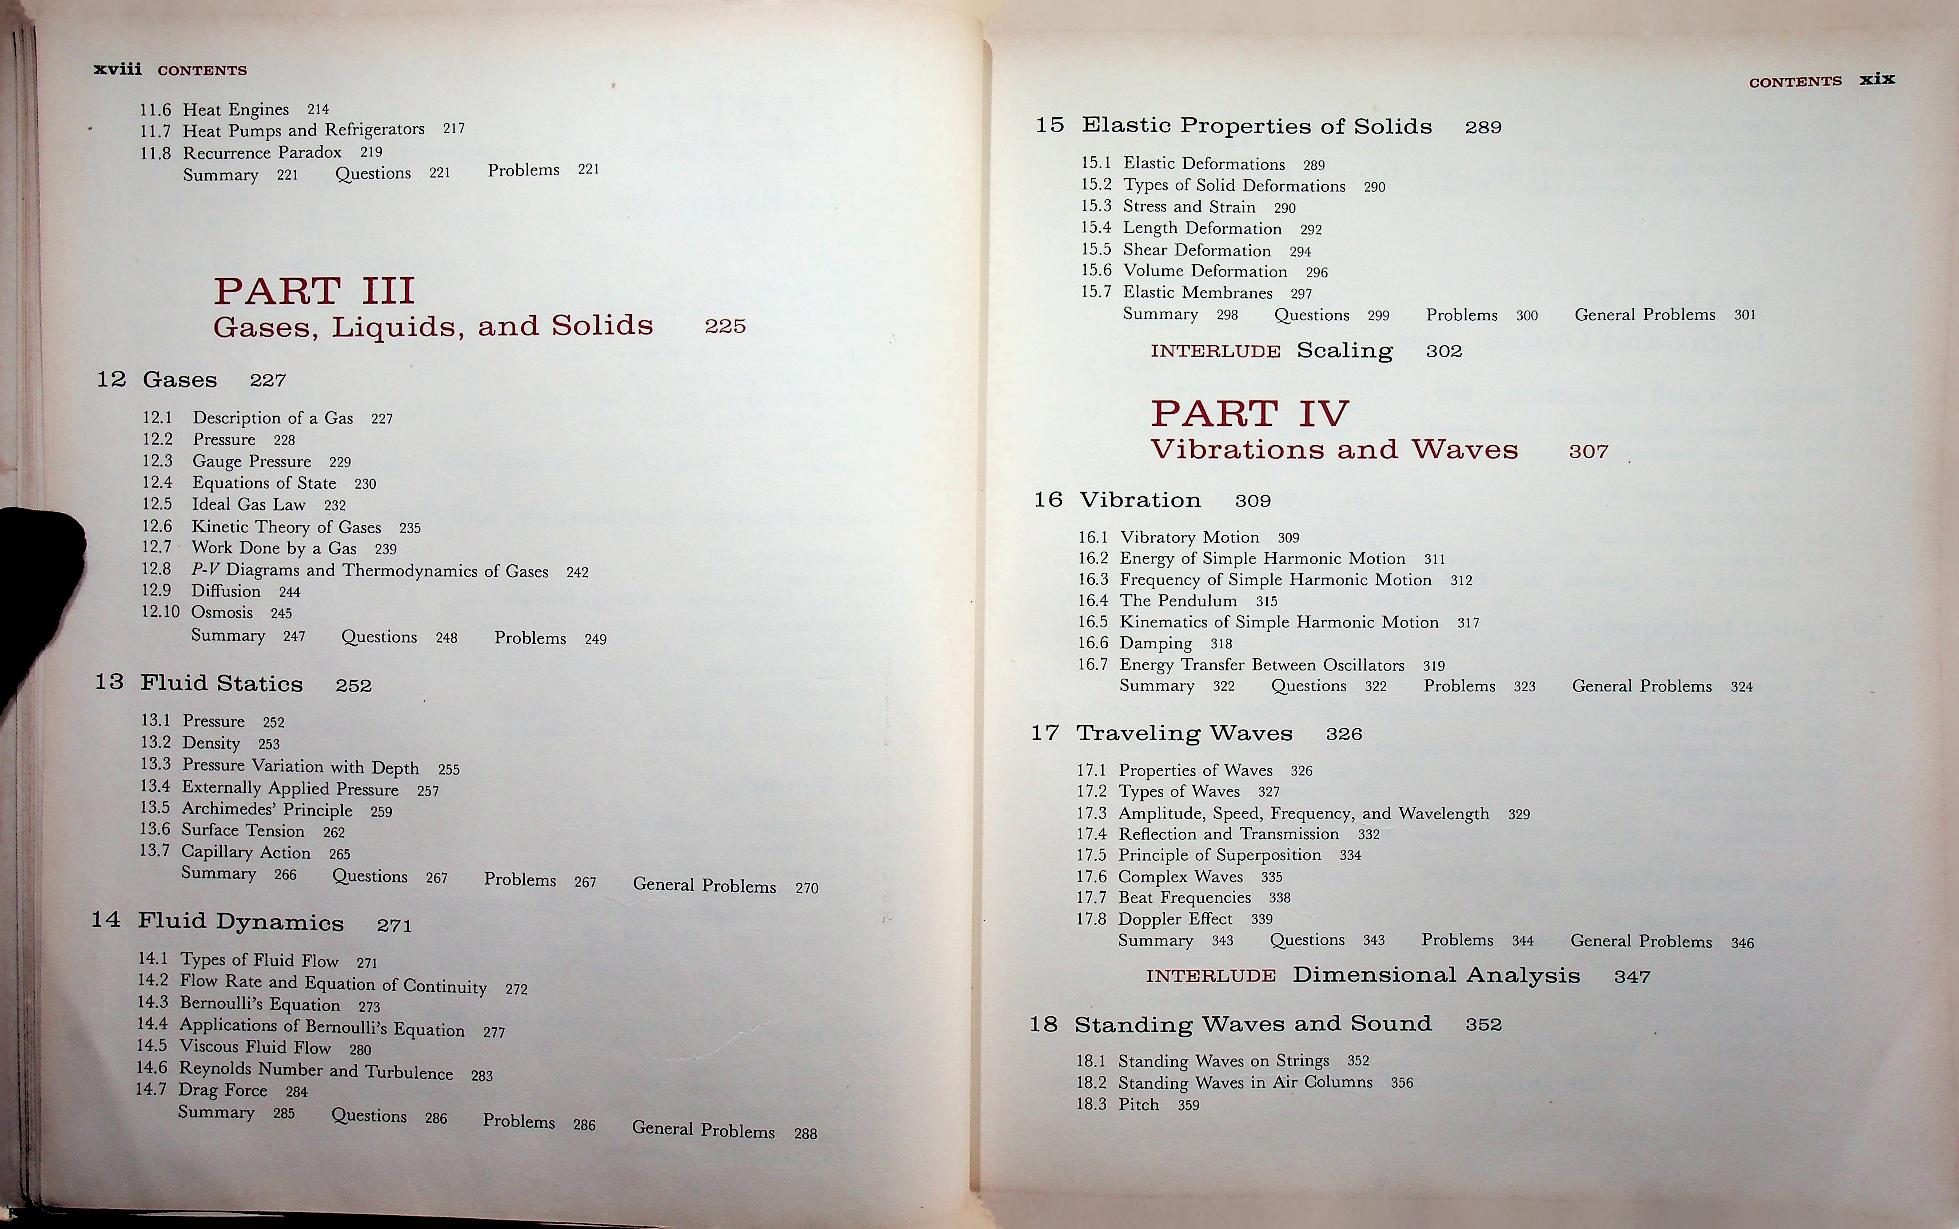 xviii CONTENTS
11.6 Heat Engines 214
11.7 Heat Pumps and Refrigerators 217
11.8 Recurrence Paradox 219
Summary 221 Questions 221 Problems 221
PART III
Gases, Liquids, and Solids 225
12 Gases 227
12.1 Description of a Gas 227
12.2 Pressure 228
12.3 Gauge Pressure 229
12.4 Equations of State 230
12.5 Ideal Gas Law 232
12.6 Kinetic Theory of Gases 235
12.7 Work Done by a Gas 239
12.8 P-V Diagrams and Thermodynamics of Gases 242
12.9 Diffusion 244
12.10 Osmosis 245
Summary 247 Questions 248 Problems 249
13 Fluid Statics 252
13.1 Pressure 252
13.2 Density 253
13.3 Pressure Variation with Depth 255
13.4 Externally Applied Pressure 257
13.5 Archimedes’ Principle 259
13.6 Surface Tension 262
13.7 Capillary Action 265
Summary 266 Questions 267 Problems 267 General Problems 270
14 Fluid Dynamics 271
14.1 Types of Fluid Flow 271
14.2 Flow Rate and Equation of Continuity 272
14.3 Bernoulli’s Equation 273
14.4 Applications of Bernoulli’s Equation 277
14.5 Viscous Fluid Flow 280
14.6 Reynolds Number and Turbulence 283
14.7 Drag Force 284
Summary 285 Questions 286 Problems 286 General Problems 288
CONTENTS xix
15 Elastic Properties of Solids 289
15.1 Elastic Deformations 289
15.2 Types of Solid Deformations 290
15.3 Stress and Strain 290
15.4 Length Deformation 292
15.5 Shear Deformation 294
15.6 Volume Deformation 296
15.7 Elastic Membranes 297
Summary 298 Questions 299 Problems 300 General Problems 301
INTERLUDE Scaling 302
PART IV
Vibrations and Waves 307
16 Vibration 309
16.1 Vibratory Motion 309
16.2 Energy of Simple Harmonic Motion 311
16.3 Frequency of Simple Harmonic Motion 312
16.4 The Pendulum 315
16.5 Kinematics of Simple Harmonic Motion 317
16.6 Damping 318
16.7 Energy Transfer Between Oscillators 319
Summary 322 Questions 322 Problems 323 General Problems 324
17 Traveling Waves 326
17.1 Properties of Waves 326
17.2 Types of Waves 327
17.3 Amplitude, Speed, Frequency, and Wavelength 329
17.4 Reflection and Transmission 332
17.5 Principle of Superposition 334
17.6 Complex Waves 335
17.7 Beat Frequencies 338
17.8 Doppler Effect 339
Summary 343 Questions 343 Problems 344 General Problems 346
INTERLUDE Dimensional Analysis 347
18 Standing Waves and Sound 352
18.1 Standing Waves on Strings 352
18.2 Standing Waves in Air Columns 356
18.3 Pitch 359